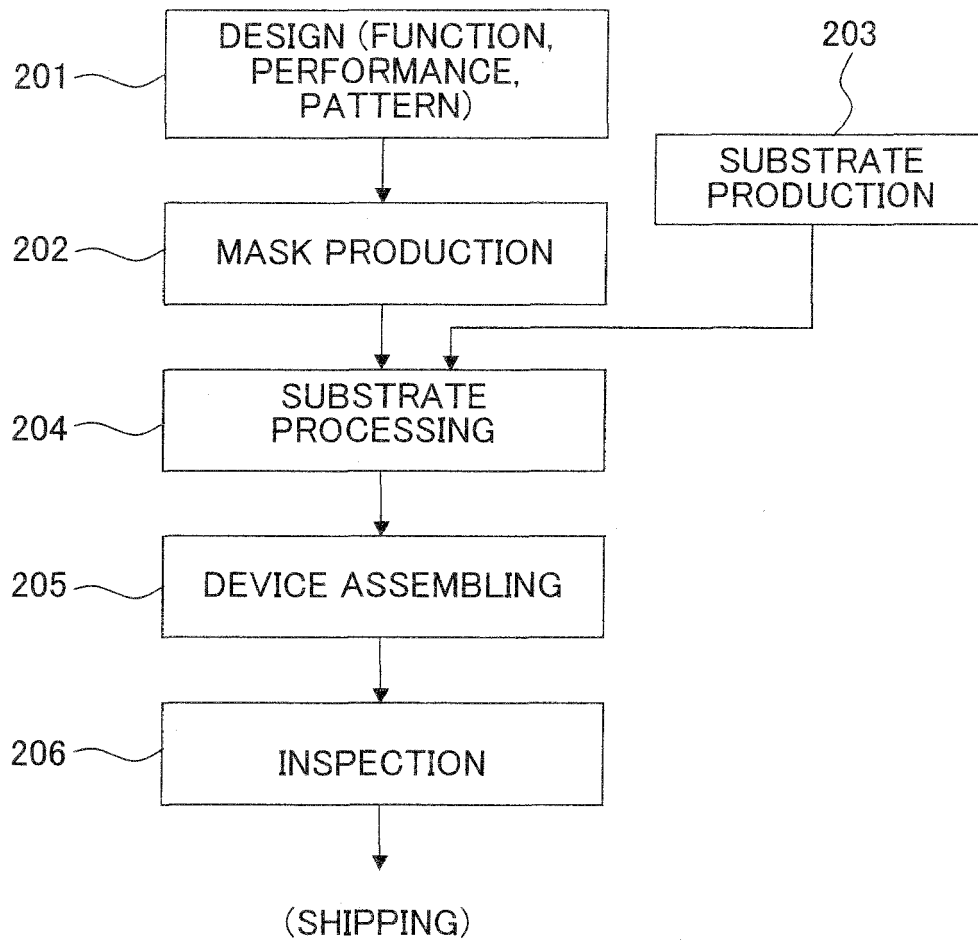 201
DESIGN (FUNCTION,
PERFORMANCE,
PATTERN)
203
SUBSTRATE
PRODUCTION
202
MASK PRODUCTION
204
SUBSTRATE
PROCESSING
205
DEVICE ASSEMBLING
206
INSPECTION
(SHIPPING)